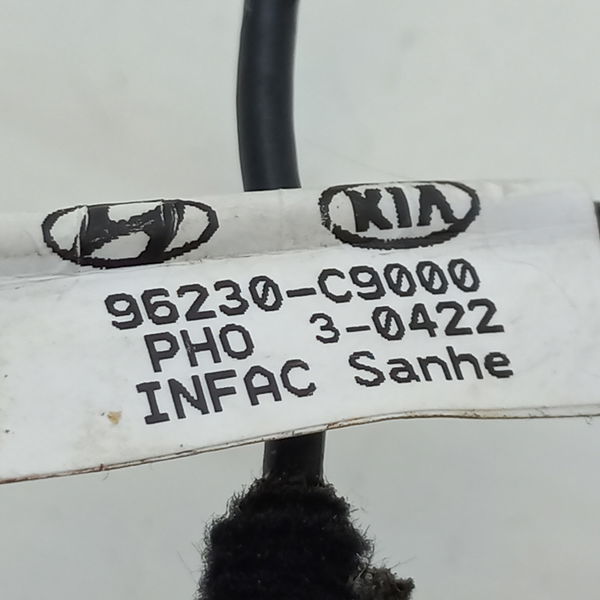 KIA
96230-C9000
PHO 3-0422
INFAC Sanhe